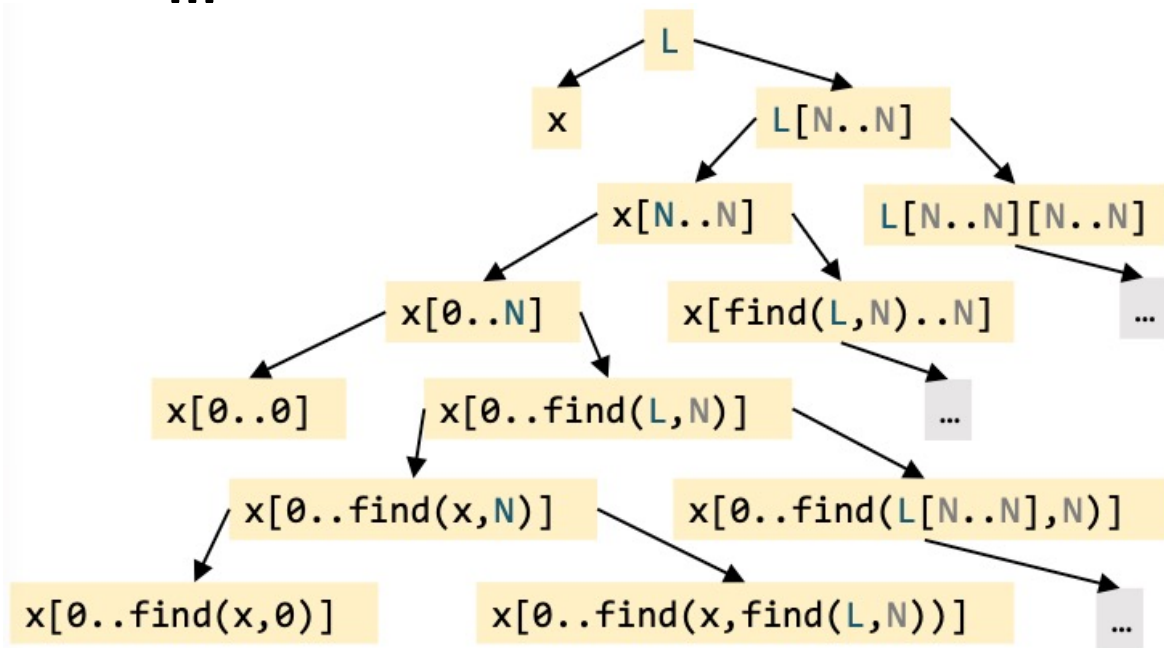 L
x
L[N..N]
x[N..N]
L[N..N][N..N]
x[0..N]
x[find(L,N)..N]
…
x[0..0]
x[0..find(L,N)]
…
x[0..find(x,N)]
x[0..find(L[N..N],N)]
x[0..find(x,0)]
x[0..find(x,find(L,N))]
…